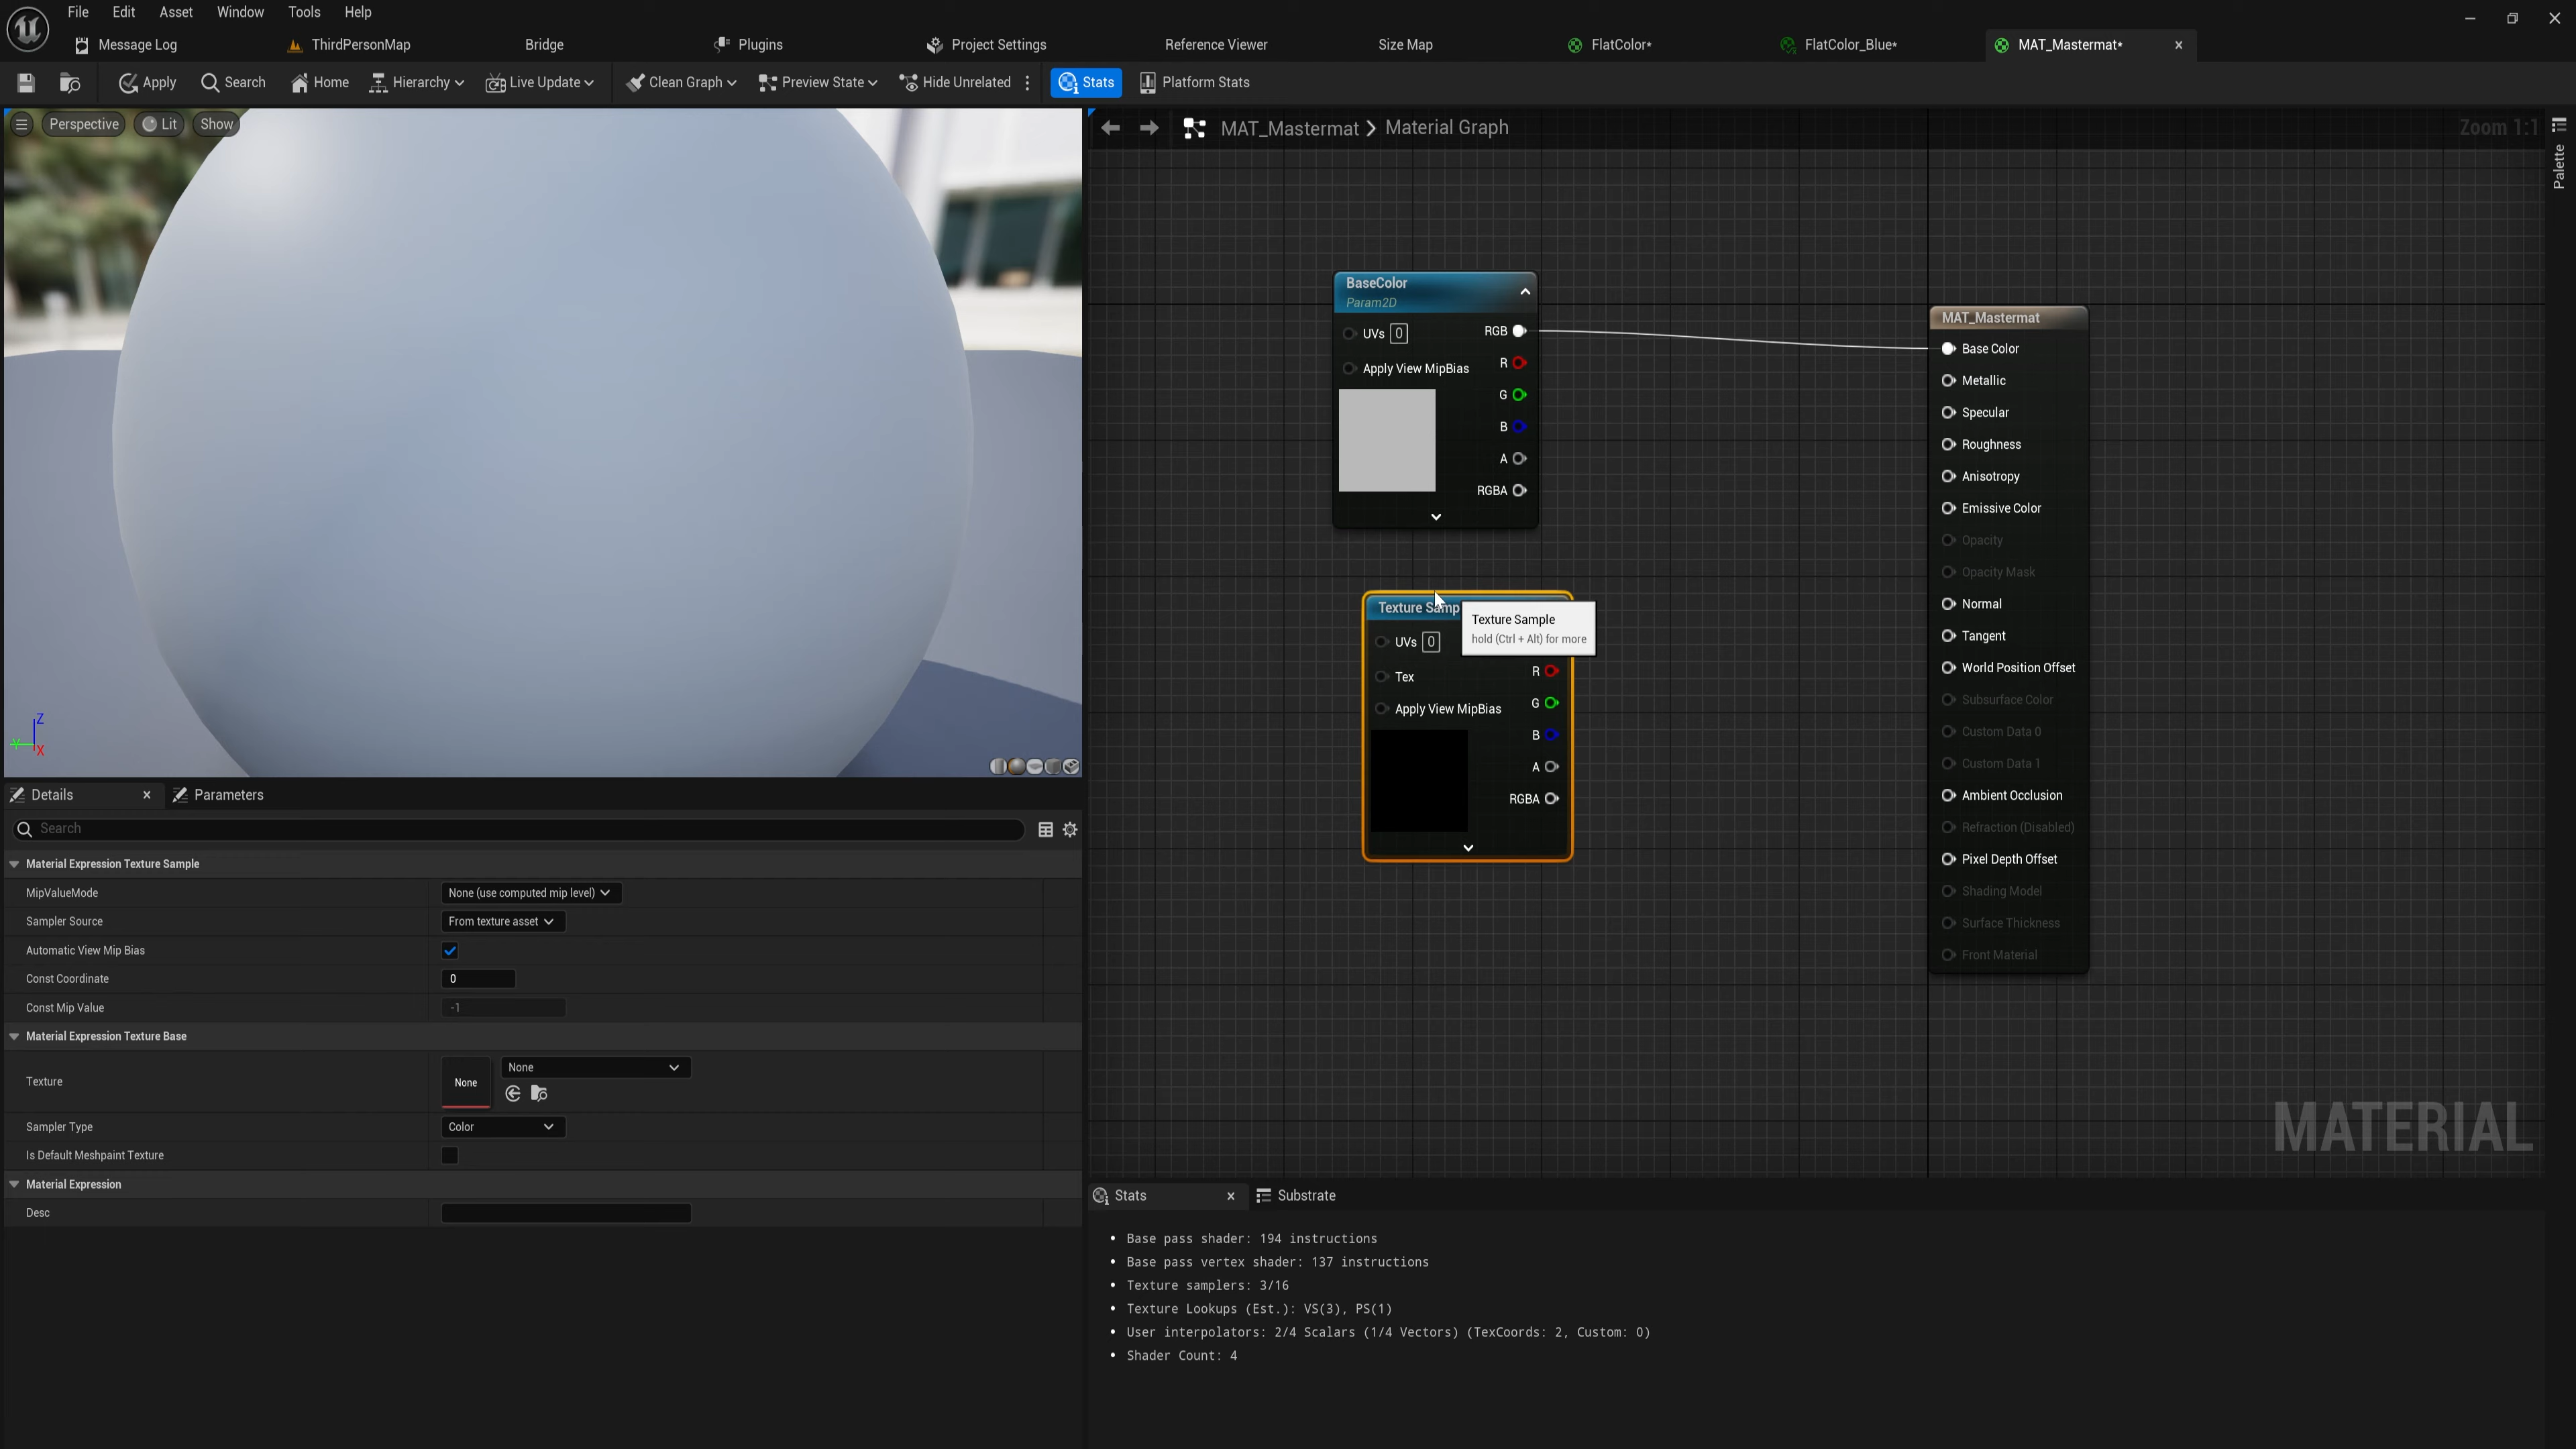 File Edit Asset Window Tools Help
Message Log ThirdPersonMap Bridge Plugins Project Settings Reference Viewer Size Map FlatColor* FlatColor_Blue* MAT_Mastermat*
Apply Search Home Hierarchy Live Update Clean Graph Preview State Hide Unrelated Stats Platform Stats
Perspective Lit Show
Z
Y
X
MAT_Mastermat > Material Graph
Zoom 1:1
Palette
BaseColor
Param2D
UVs 0 RGB
R
Apply View MipBias
G
B
A
RGBA
Texture Samp
Texture Sample
hold (Ctrl + Alt) for more
UVs 0
R
Tex
G
Apply View MipBias
B
A
RGBA
MAT_Mastermat
Base Color
Metallic
Specular
Roughness
Anisotropy
Emissive Color
Opacity
Opacity Mask
Normal
Tangent
World Position Offset
Subsurface Color
Custom Data 0
Custom Data 1
Ambient Occlusion
Refraction (Disabled)
Pixel Depth Offset
Shading Model
Surface Thickness
Front Material
MATERIAL
Details Parameters
Search
Material Expression Texture Sample
MipValueMode None (use computed mip level)
Sampler Source From texture asset
Automatic View Mip Bias
Const Coordinate 0
Const Mip Value -1
Material Expression Texture Base
Texture None None
Sampler Type Color
Is Default Meshpaint Texture
Material Expression
Desc
Stats Substrate
• Base pass shader: 194 instructions
• Base pass vertex shader: 137 instructions
• Texture samplers: 3/16
• Texture Lookups (Est.): VS(3), PS(1)
• User interpolators: 2/4 Scalars (1/4 Vectors) (TexCoords: 2, Custom: 0)
• Shader Count: 4